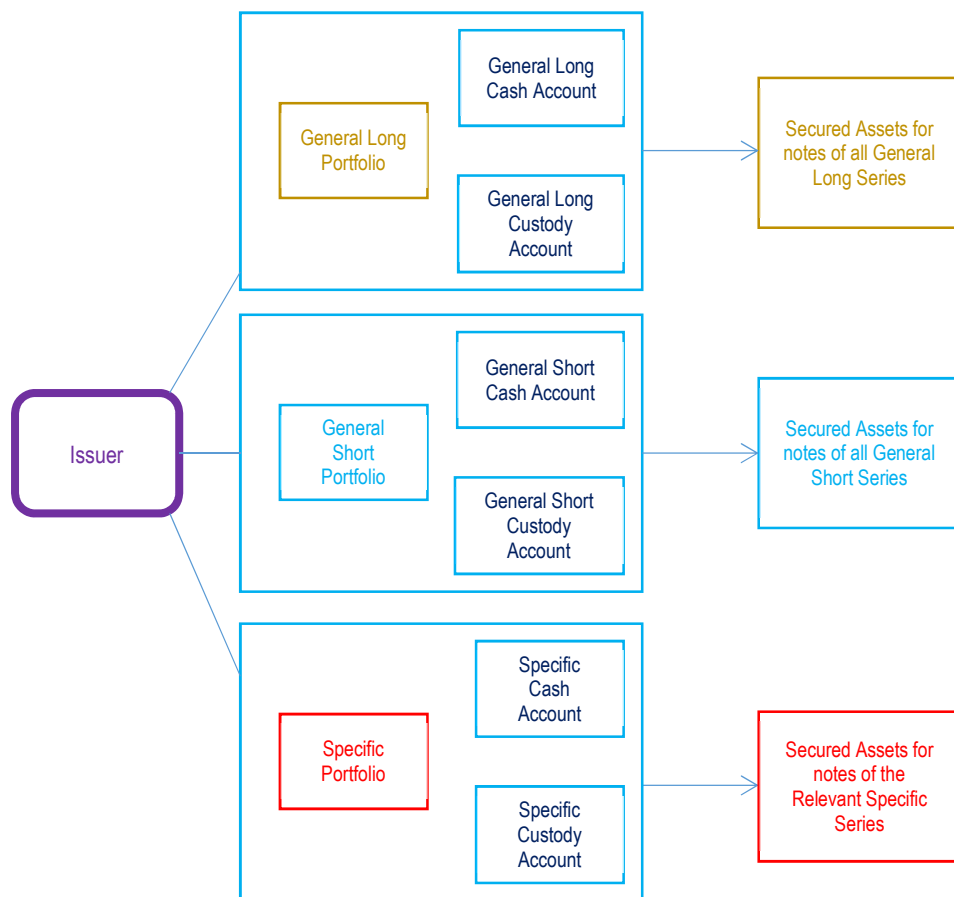 Issuer
General Long
Portfolio
General Long
Cash Account
General Long
Custody
Account
Secured Assets for
notes of all General
Long Series
General
Short
Portfolio
General Short
Cash Account
General Short
Custody
Account
Secured Assets for
notes of all General
Short Series
Specific
Portfolio
Specific
Cash
Account
Specific
Custody
Account
Secured Assets for
notes of the
Relevant Specific
Series